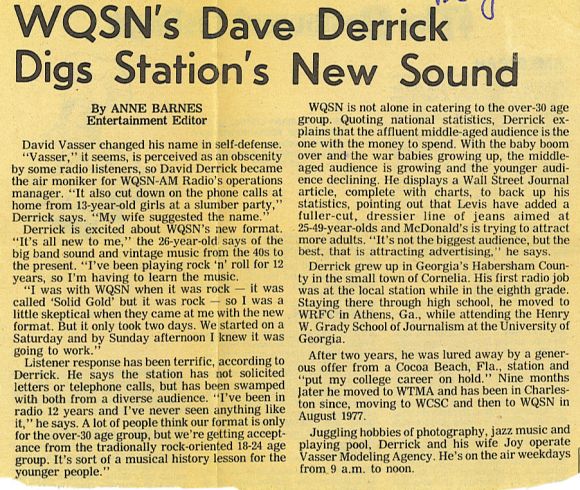 WQSN's Dave Derrick
Digs Station's New Sound
By ANNE BARNES
Entertainment Editor
David Vasser changed his name in self-defense.
"Vasser," it seems, is perceived as an obscenity
by some radio listeners, so David Derrick became
the air moniker for WQSN-AM Radio's operations
manager. "It also cut down on the phone calls at
home from 13-year-old girls at a slumber party,"
Derrick says. "My wife suggested the name."
Derrick is excited about WQSN's new format.
"It's all new to me," the 26-year-old says of the
big band sound and vintage music from the 40s to
the present. "I've been playing rock 'n' roll for 12
years, so I'm having to learn the music.
"I was with WQSN when it was rock — it was
called 'Solid Gold' but it was rock — so I was a
little skeptical when they came at me with the new
format. But it only took two days. We started on a
Saturday and by Sunday afternoon I knew it was
going to work."
Listener response has been terrific, according to
Derrick. He says the station has not solicited
letters or telephone calls, but has been swamped
with both from a diverse audience. "I've been in
radio 12 years and I've never seen anything like
it," he says. A lot of people think our format is only
for the over-30 age group, but we're getting accept-
ance from the tradionally rock-oriented 18-24 age
group. It's sort of a musical history lesson for the
younger people."
WQSN is not alone in catering to the over-30 age
group. Quoting national statistics, Derrick ex-
plains that the affluent middle-aged audience is the
one with the money to spend. With the baby boom
over and the war babies growing up, the middle-
aged audience is growing and the younger audi-
ence declining. He displays a Wall Street Journal
article, complete with charts, to back up his
statistics, pointing out that Levis have added a
fuller-cut, dressier line of jeans aimed at
25-49-year-olds and McDonald's is trying to attract
more adults. "It's not the biggest audience, but the
best, that is attracting advertising," he says.
Derrick grew up in Georgia's Habersham Coun-
ty in the small town of Cornelia. His first radio job
was at the local station while in the eighth grade.
Staying there through high school, he moved to
WRFC in Athens, Ga., while attending the Henry
W. Grady School of Journalism at the University of
Georgia.
After two years, he was lured away by a gener-
ous offer from a Cocoa Beach, Fla., station and
"put my college career on hold." Nine months
later he moved to WTMA and has been in Charles-
ton since, moving to WCSC and then to WQSN in
August 1977.
Juggling hobbies of photography, jazz music and
playing pool, Derrick and his wife Joy operate
Vasser Modeling Agency. He's on the air weekdays
from 9 a.m. to noon.